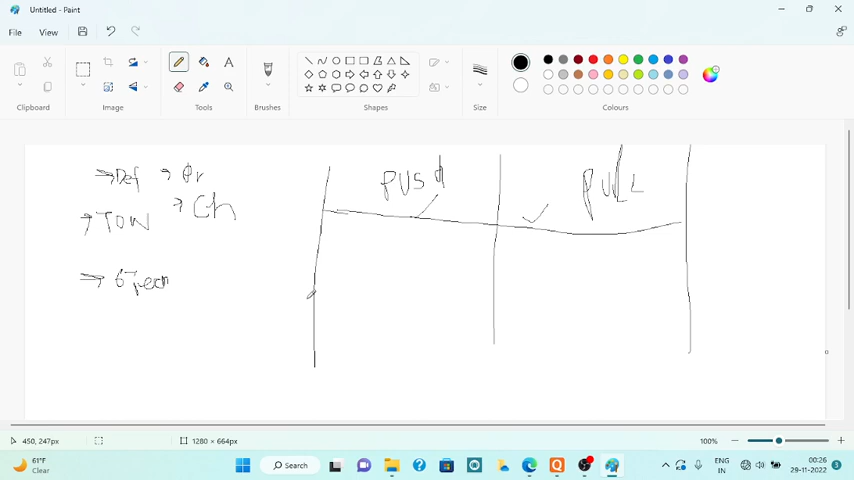 Untitled - Paint
File View
Clipboard Image Tools Brushes Shapes Size Colours
→ Def → Pr
→ Ch
→ TOW
PUSH PULL
450, 247px 1280 × 664px 100%
61°F
Clear
Search
ENG
IN
00:26
29-11-2022